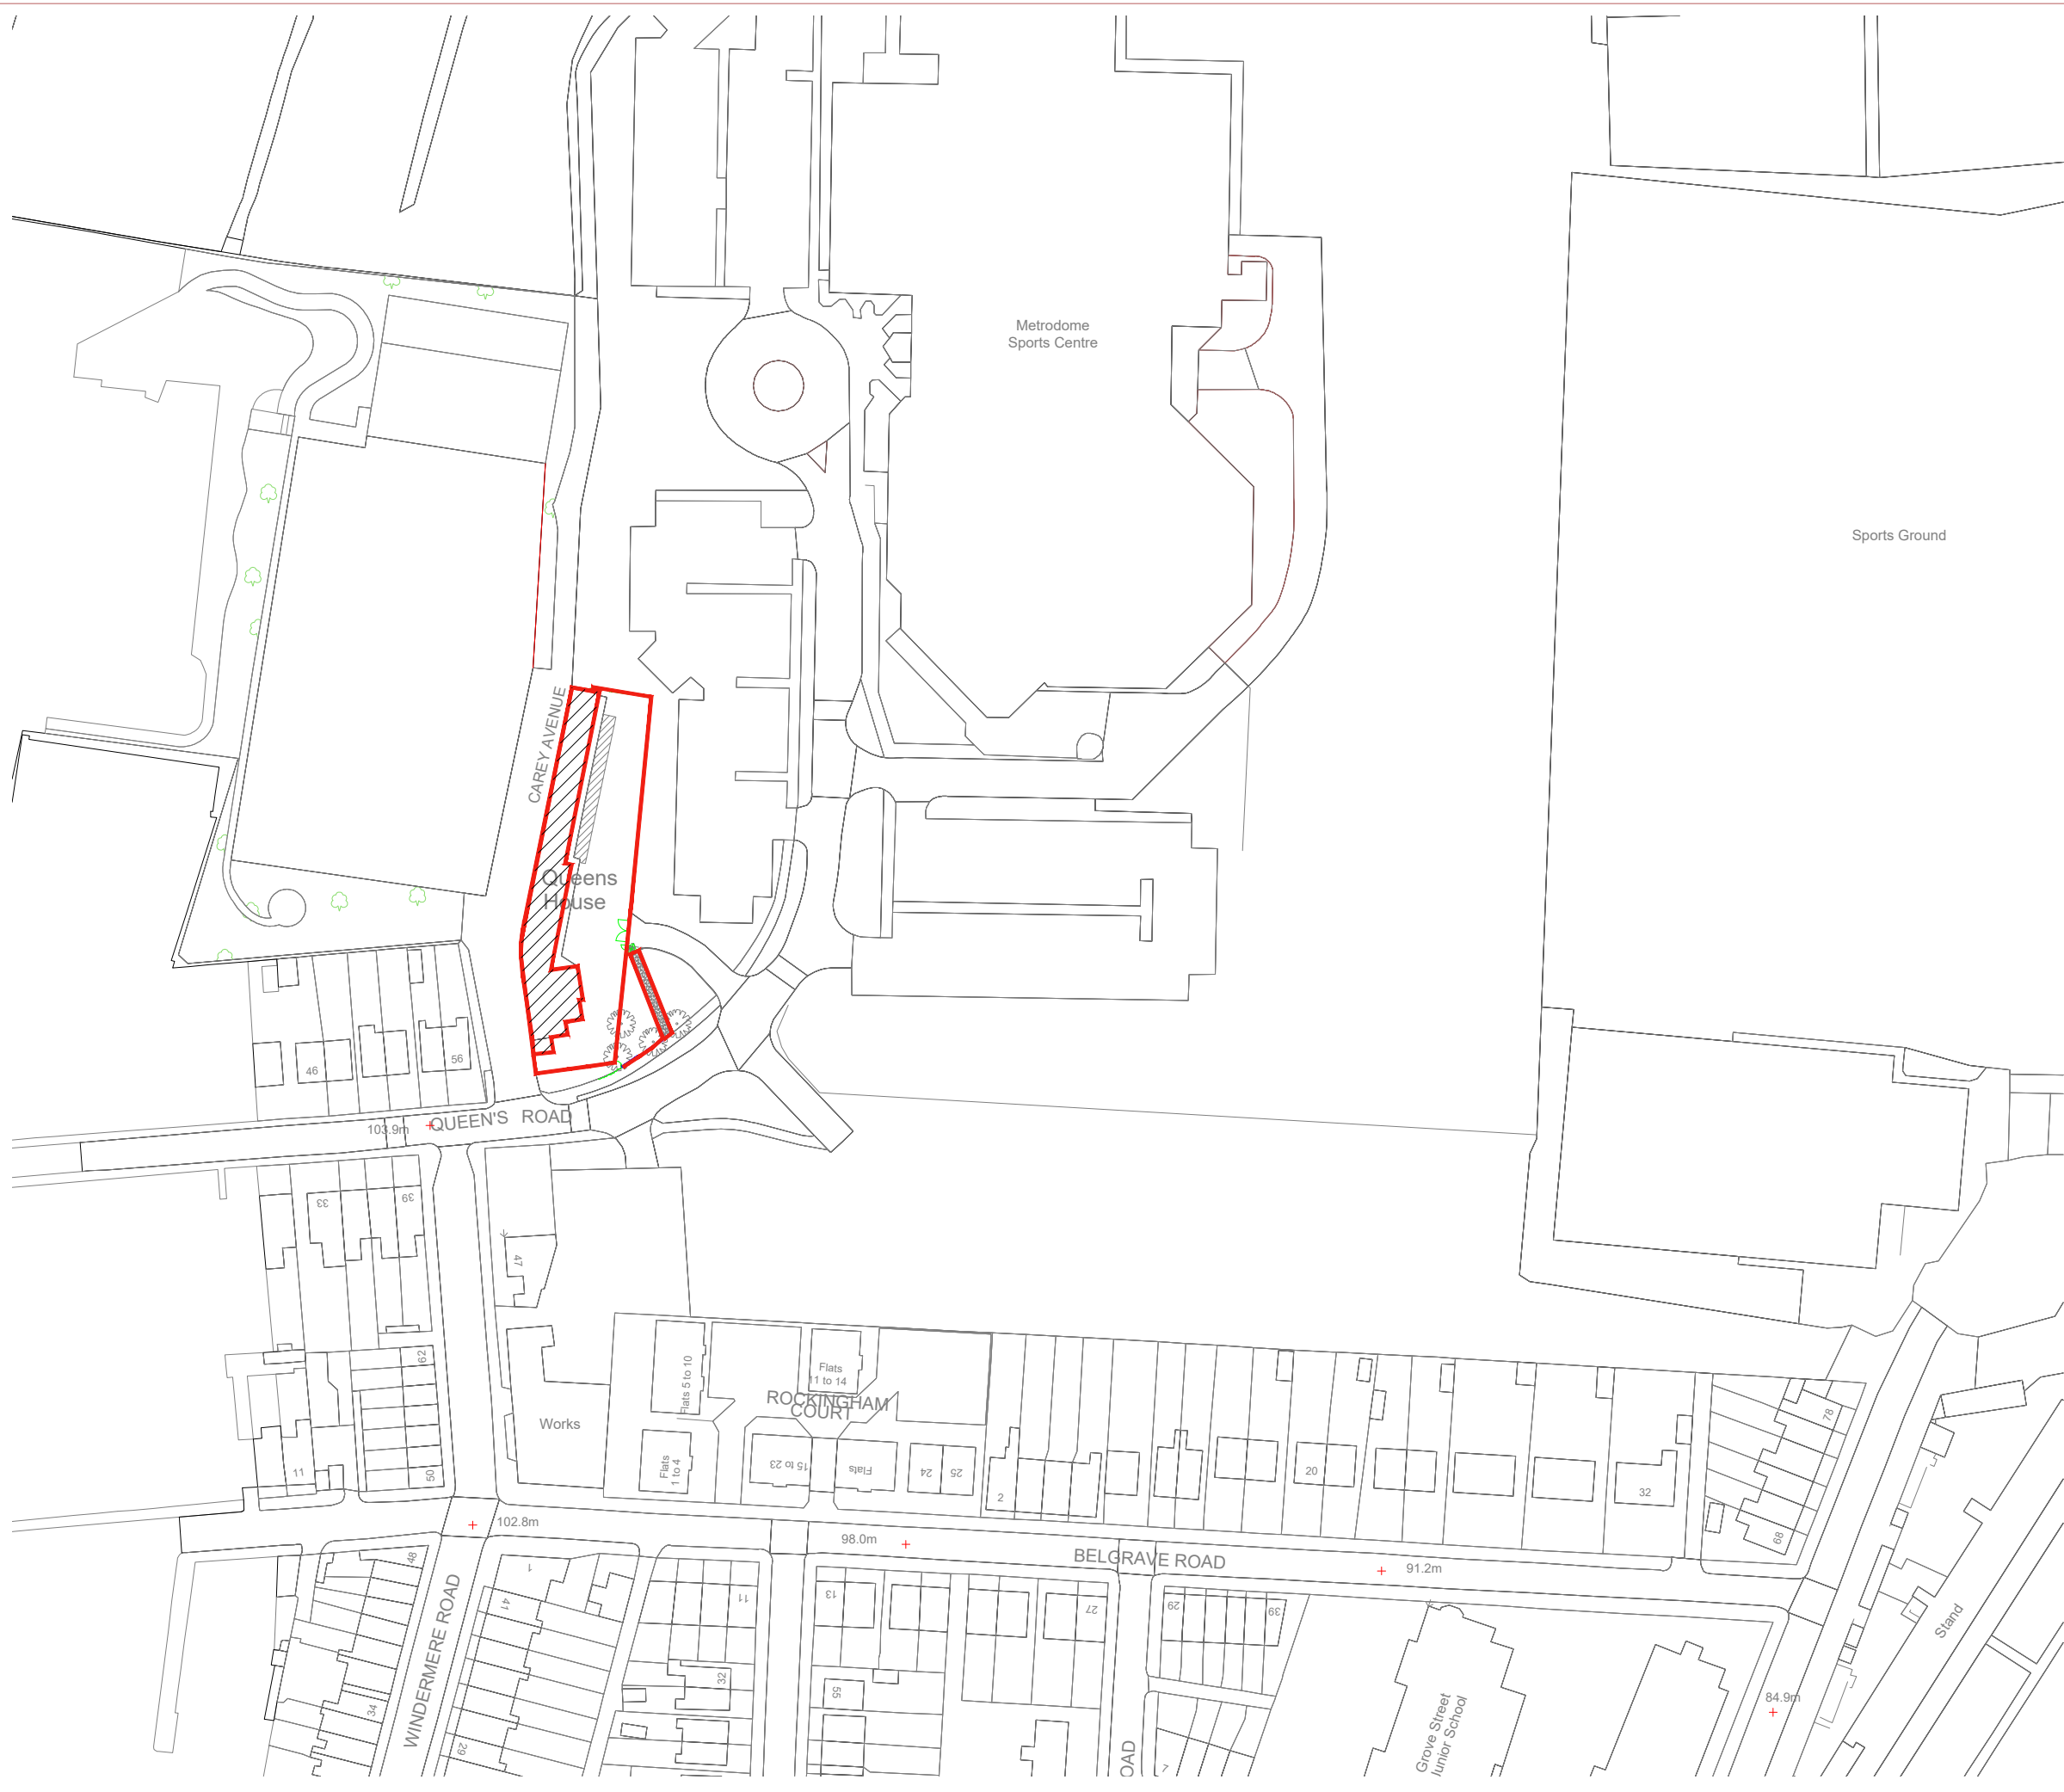 Metrodome
Sports Centre
Sports Ground
CAREY AVENUE
Queens
House
46
56
103.9m
QUEEN'S ROAD
33
39
47
62
Flats 5 to 10
Flats
11 to 14
ROCKINGHAM
COURT
Works
78
11
50
Flats
1 to 4
15 to 23
Flats
24
25
2
20
32
68
102.8m
98.0m
BELGRAVE ROAD
91.2m
48
1
41
11
13
27
29
39
WINDERMERE ROAD
34
29
32
55
Stand
84.9m
Grove Street
Junior School
OAD
7